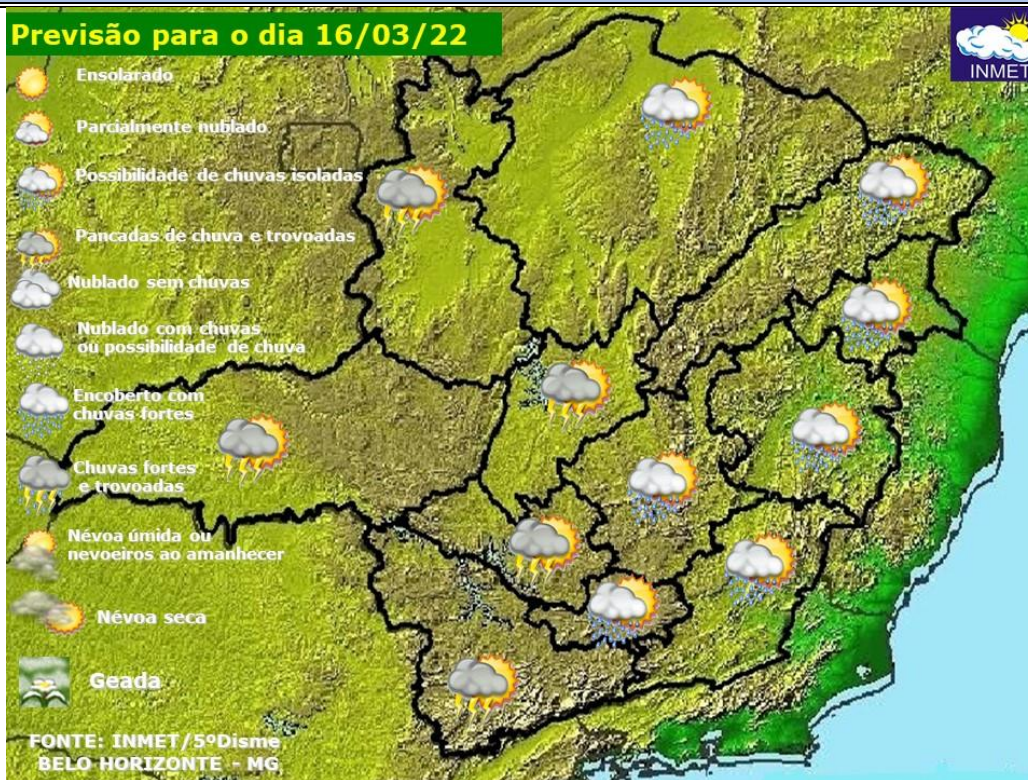 Previsão para o dia 16/03/22
INMET
Ensolarado
Parcialmente nublado
Possibilidade de chuvas isoladas
Pancadas de chuva e trovoadas
Nublado sem chuvas
Nublado com chuvas
ou possibilidade de chuva
Encoberto com
chuvas fortes
Chuvas fortes
e trovoadas
Névoa úmida ou
nevoeiros ao amanhecer
Névoa seca
Geada
FONTE: INMET/5ºDisme
BELO HORIZONTE - MG